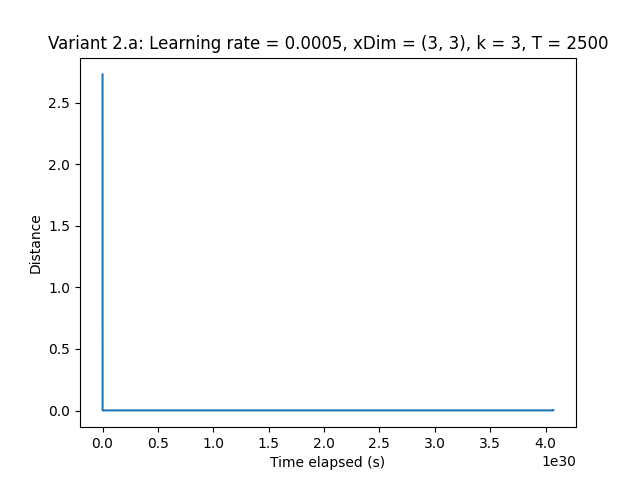 Variant 2.a: Learning rate = 0.0005, xDim = (3, 3), k = 3, T = 2500
2.5
2.0
1.5
1.0
0.5
0.0
Distance
0.0 0.5 1.0 1.5 2.0 2.5 3.0 3.5 4.0
1e30
Time elapsed (s)